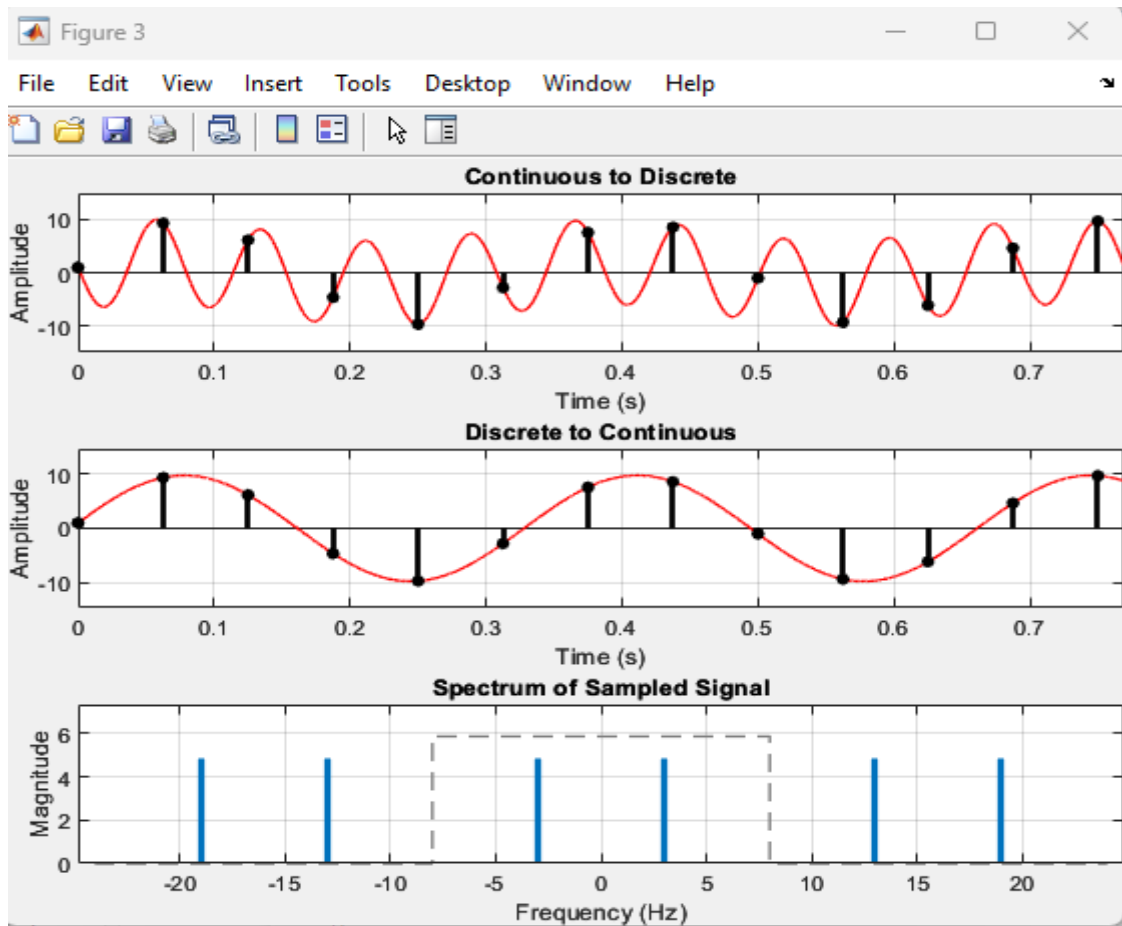 Figure 3
File Edit View Insert Tools Desktop Window Help
Continuous to Discrete
Amplitude
10
0
-10
0 0.1 0.2 0.3 0.4 0.5 0.6 0.7
Time (s)
Discrete to Continuous
Amplitude
10
0
-10
0 0.1 0.2 0.3 0.4 0.5 0.6 0.7
Time (s)
Spectrum of Sampled Signal
Magnitude
6
4
2
0
-20 -15 -10 -5 0 5 10 15 20
Frequency (Hz)